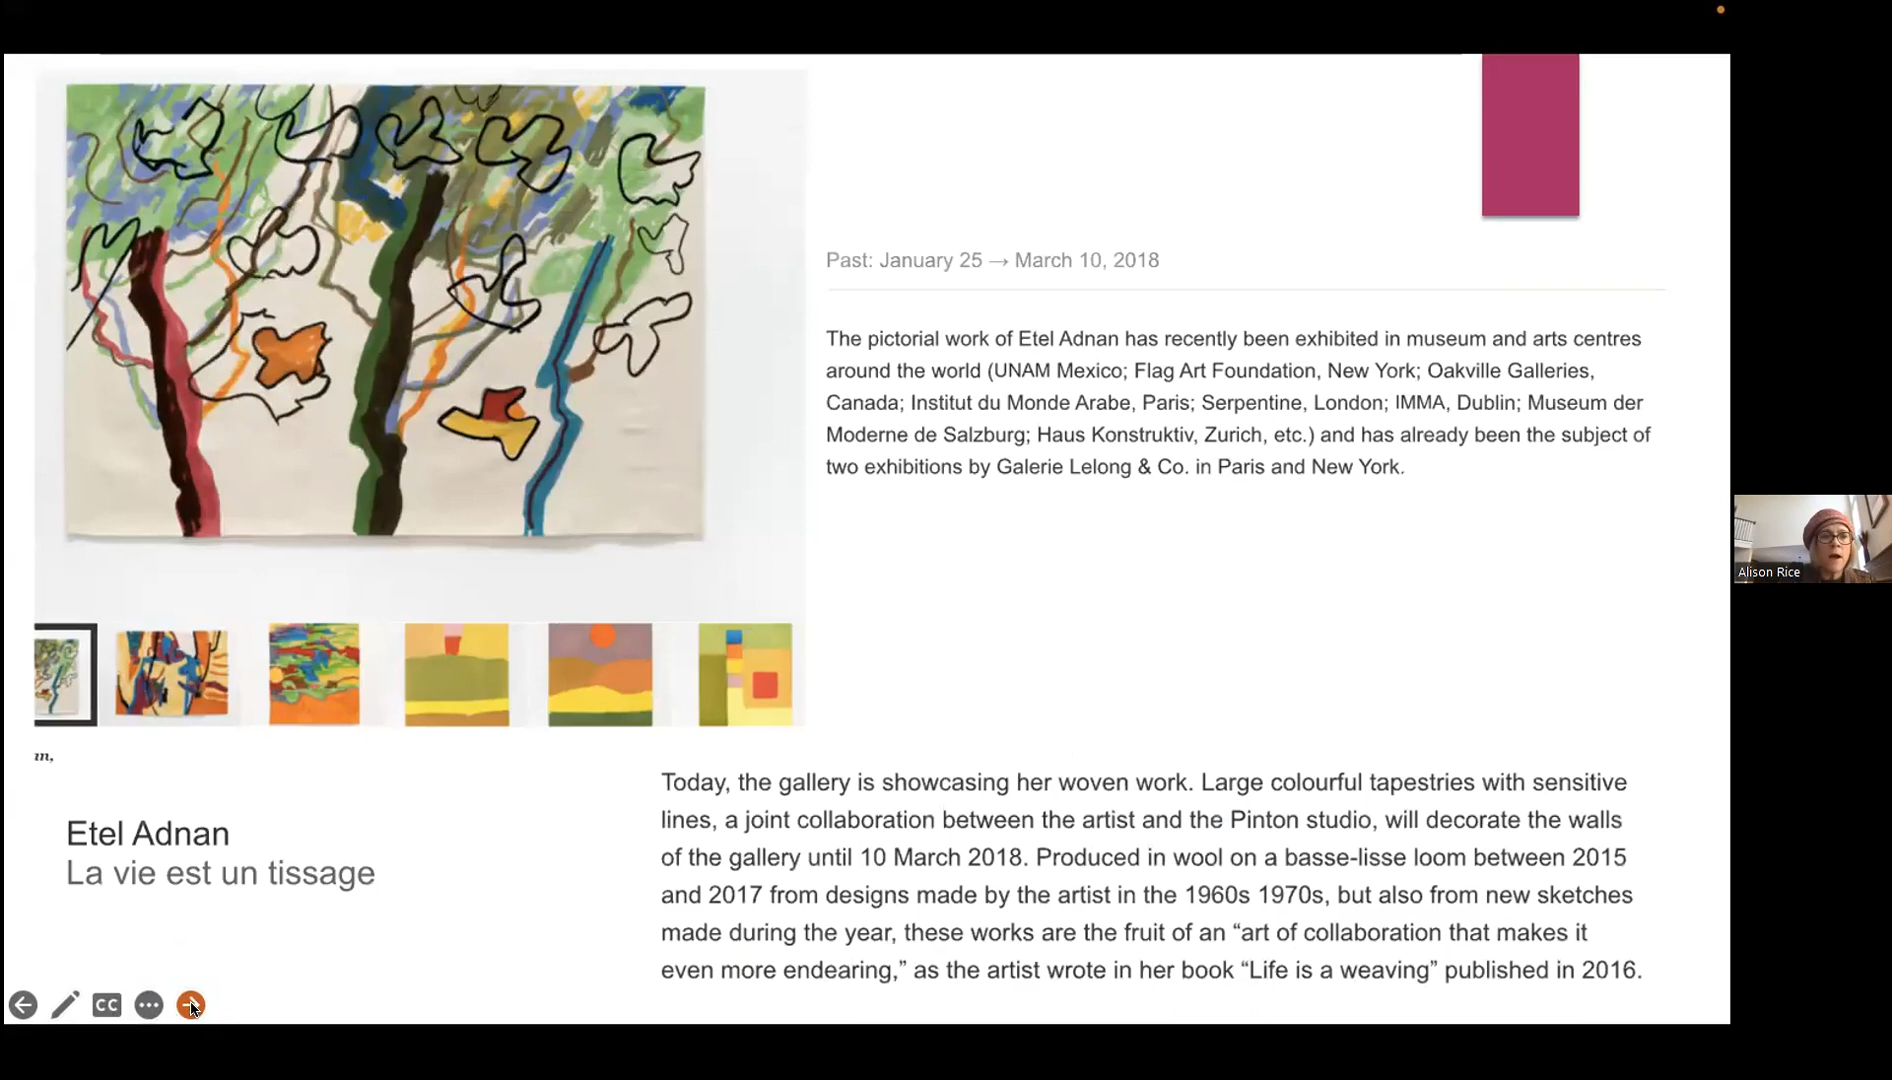 Past: January 25 → March 10, 2018
The pictorial work of Etel Adnan has recently been exhibited in museum and arts centres
around the world (UNAM Mexico; Flag Art Foundation, New York; Oakville Galleries,
Canada; Institut du Monde Arabe, Paris; Serpentine, London; IMMA, Dublin; Museum der
Moderne de Salzburg; Haus Konstruktiv, Zurich, etc.) and has already been the subject of
two exhibitions by Galerie Lelong & Co. in Paris and New York.
Alison Rice
m,
Etel Adnan
La vie est un tissage
Today, the gallery is showcasing her woven work. Large colourful tapestries with sensitive
lines, a joint collaboration between the artist and the Pinton studio, will decorate the walls
of the gallery until 10 March 2018. Produced in wool on a basse-lisse loom between 2015
and 2017 from designs made by the artist in the 1960s 1970s, but also from new sketches
made during the year, these works are the fruit of an “art of collaboration that makes it
even more endearing,” as the artist wrote in her book “Life is a weaving” published in 2016.
CC